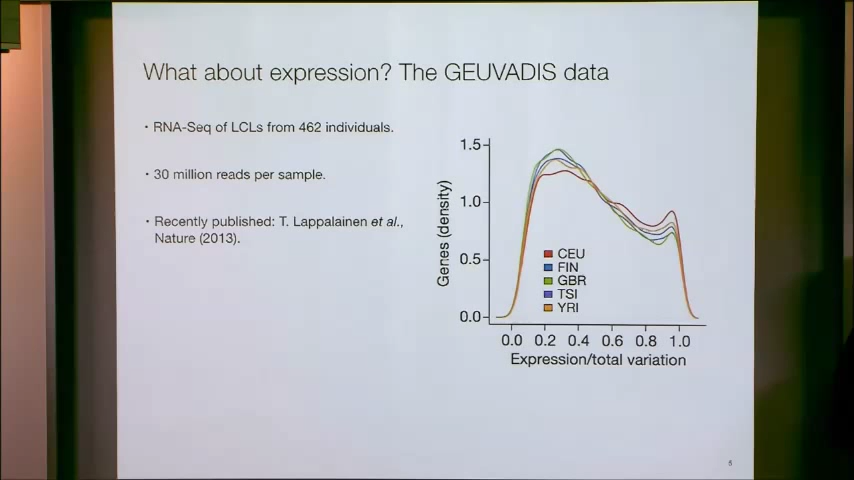 What about expression? The GEUVADIS data
• RNA-Seq of LCLs from 462 individuals.
• 30 million reads per sample.
• Recently published: T. Lappalainen et al.,
Nature (2013).
Genes (density)
1.5
1.0
0.5
0.0
CEU
FIN
GBR
TSI
YRI
0.0 0.2 0.4 0.6 0.8 1.0
Expression/total variation
5